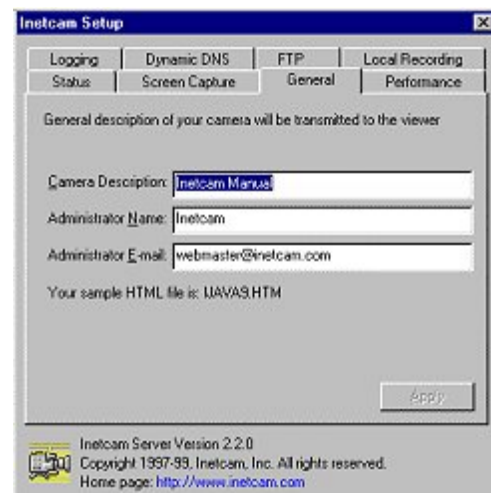 Inetcam Setup
Logging Dynamic DNS FTP Local Recording
Status Screen Capture General Performance
General description of your camera will be transmitted to the viewer
Camera Description: Inetcam Manual
Administrator Name: Inetcam
Administrator E-mail: webmaster@inetcam.com
Your sample HTML file is: IJAVA9.HTM
Apply
Inetcam Server Version 2.2.0
Copyright 1997-99, Inetcam, Inc. All rights reserved.
Home page: http://www.inetcam.com